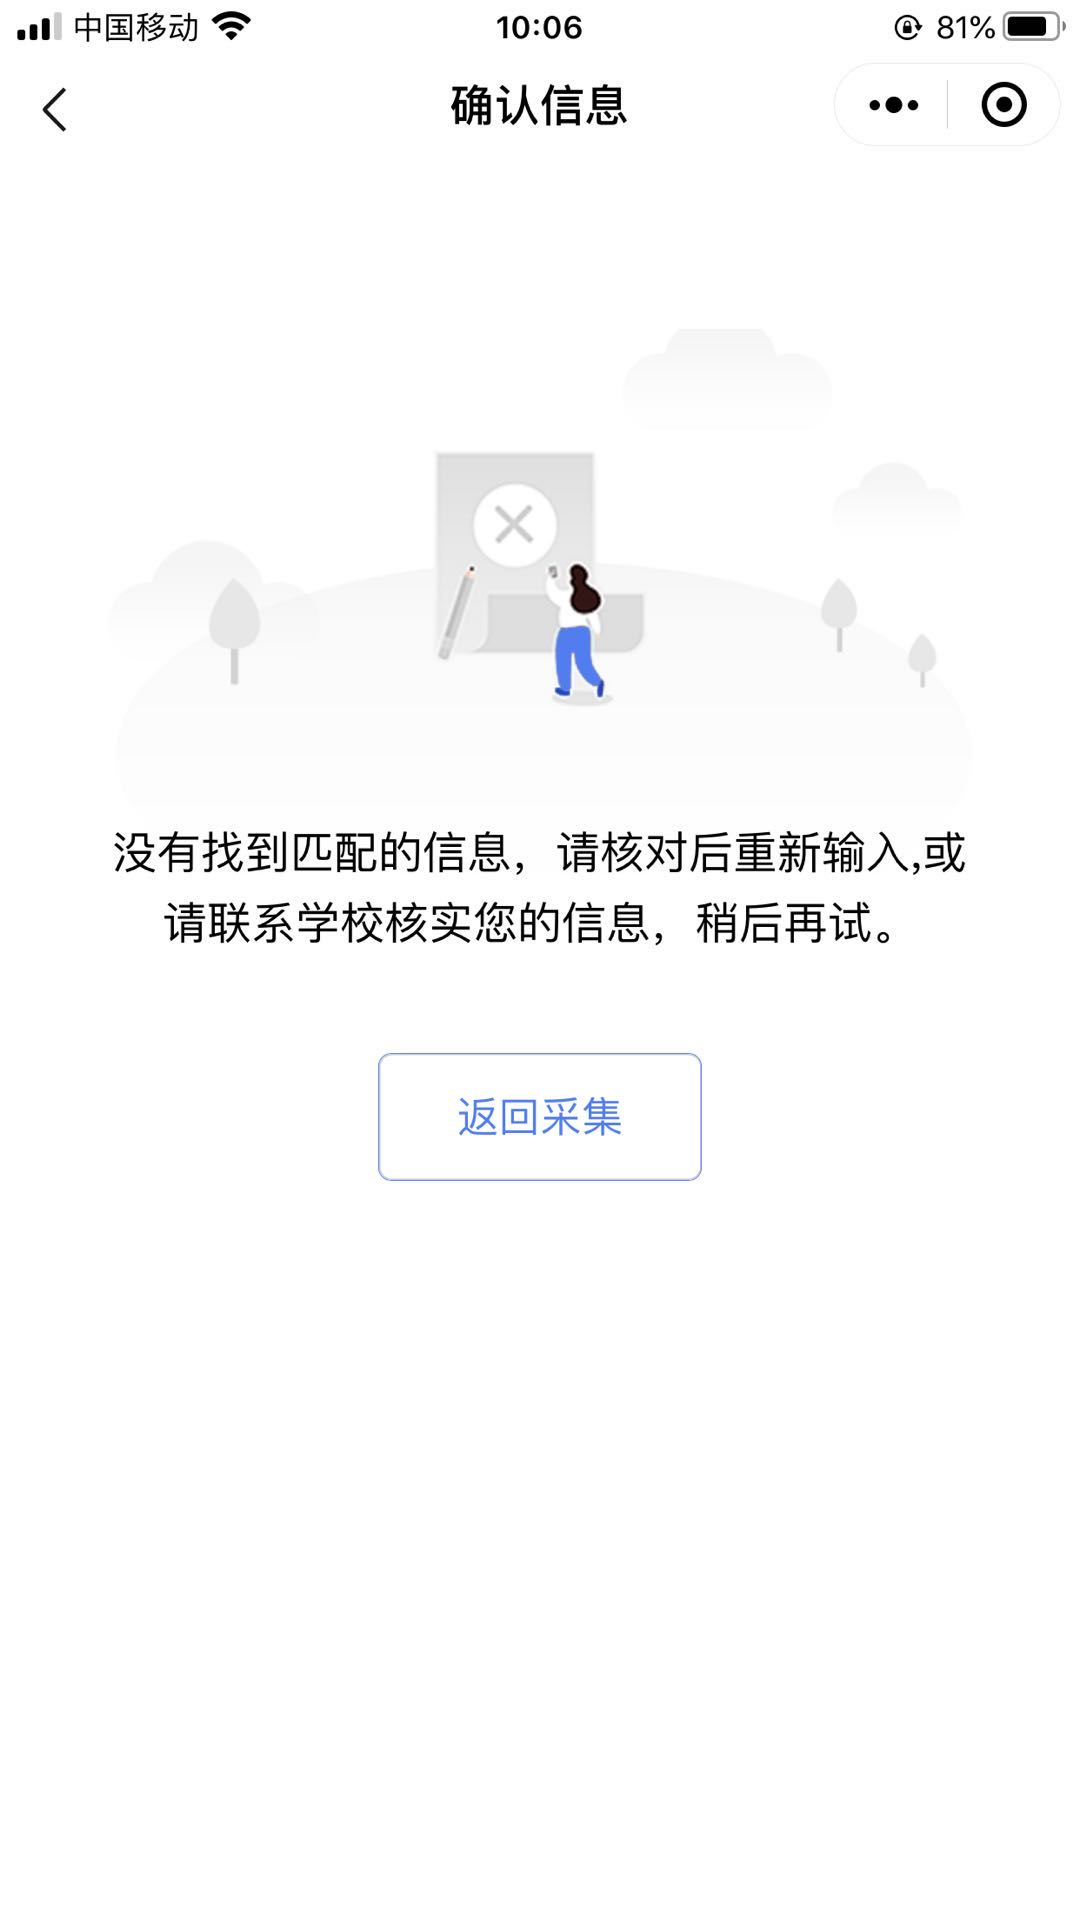 中国移动 10:06 81%
确认信息
没有找到匹配的信息，请核对后重新输入,或
请联系学校核实您的信息，稍后再试。
返回采集